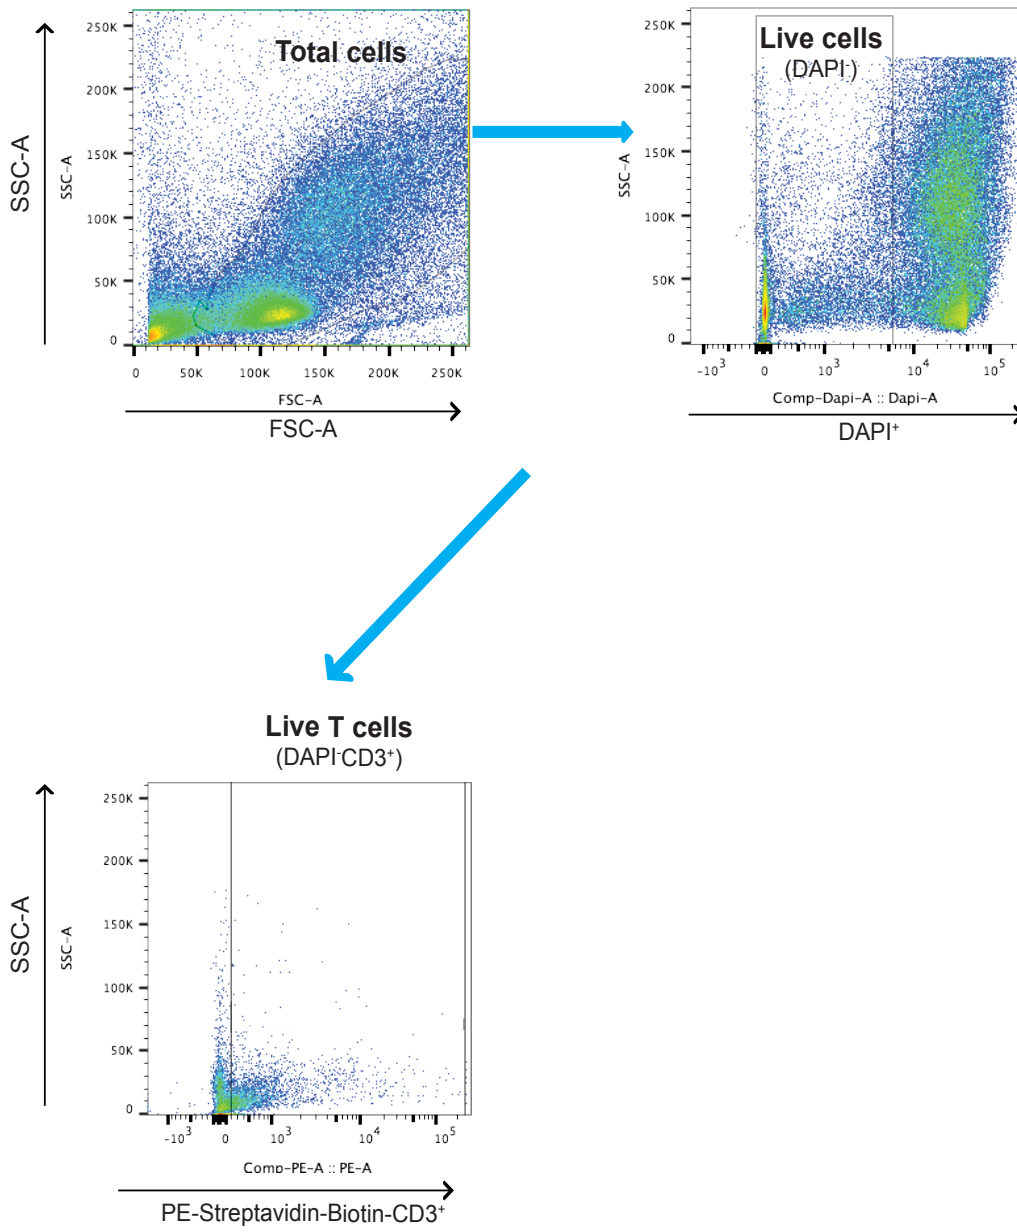 Total cells
SSC-A
SSC-A
250K
200K
150K
100K
50K
0
0 50K 100K 150K 200K 250K
FSC-A
FSC-A
Live cells
(DAPI-)
SSC-A
250K
200K
150K
100K
50K
0
-10³ 0 10³ 10⁴ 10⁵
Comp-Dapi-A :: Dapi-A
DAPI⁺
Live T cells
(DAPI-CD3⁺)
SSC-A
SSC-A
250K
200K
150K
100K
50K
0
-10³ 0 10³ 10⁴ 10⁵
Comp-PE-A :: PE-A
PE-Streptavidin-Biotin-CD3⁺